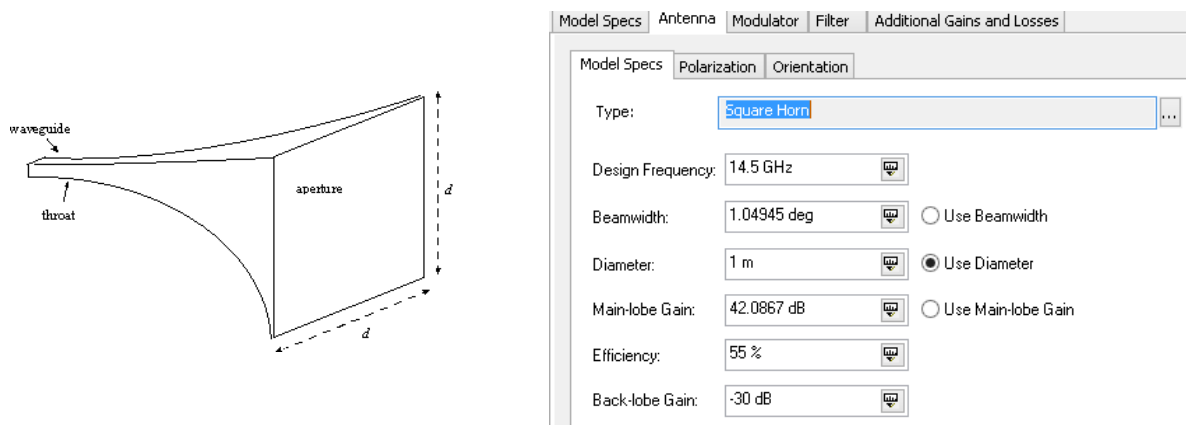 waveguide
throat
aperture
d
d
Model Specs Antenna Modulator Filter Additional Gains and Losses
Model Specs Polarization Orientation
Type: Square Horn ...
Design Frequency: 14.5 GHz
Beamwidth: 1.04945 deg Use Beamwidth
Diameter: 1 m Use Diameter
Main-lobe Gain: 42.0867 dB Use Main-lobe Gain
Efficiency: 55 %
Back-lobe Gain: -30 dB